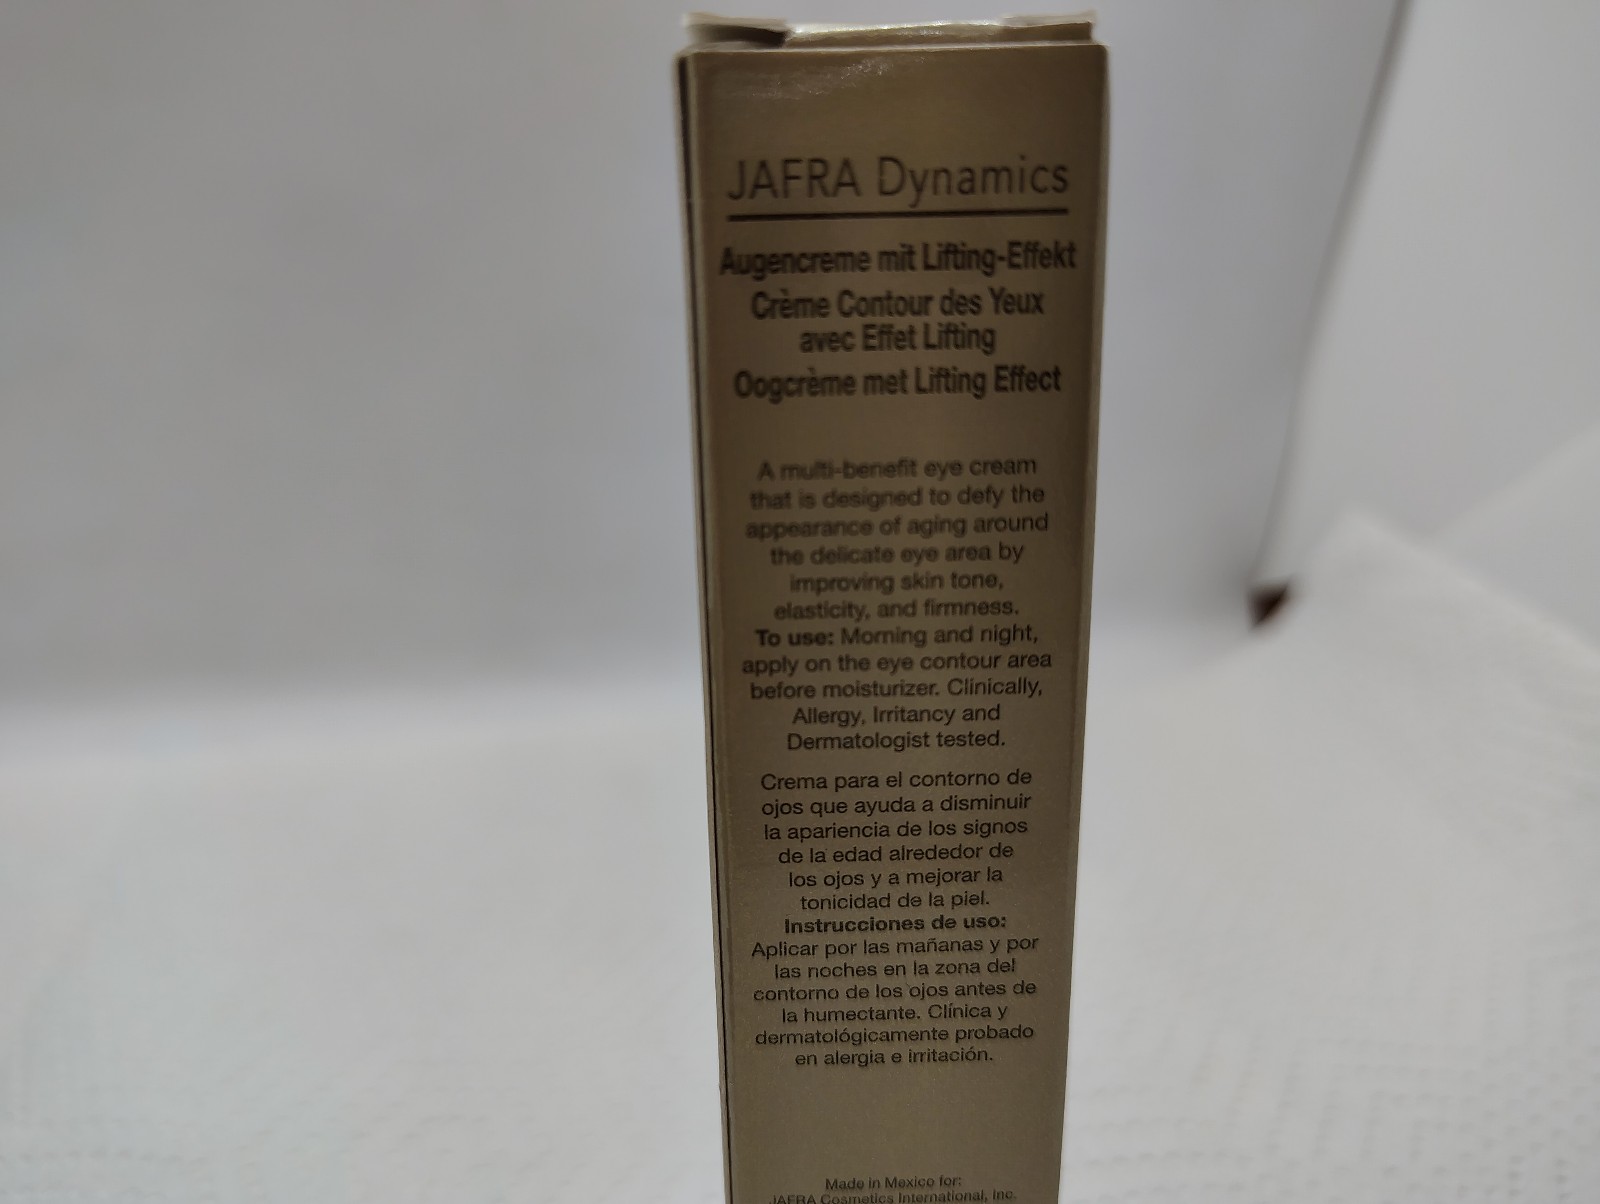 JAFRA Dynamics
Augencreme mit Lifting-Effekt
Crème Contour des Yeux
avec Effet Lifting
Oogcrème met Lifting Effect
A multi-benefit eye cream
that is designed to defy the
appearance of aging around
the delicate eye area by
improving skin tone,
elasticity, and firmness.
To use: Morning and night,
apply on the eye contour area
before moisturizer. Clinically,
Allergy, Irritancy and
Dermatologist tested.
Crema para el contorno de
ojos que ayuda a disminuir
la apariencia de los signos
de la edad alrededor de
los ojos y a mejorar la
tonicidad de la piel.
Instrucciones de uso:
Aplicar por las mañanas y por
las noches en la zona del
contorno de los ojos antes de
la humectante. Clínica y
dermatológicamente probado
en alergia e irritación.
Made in Mexico for:
JAFRA Cosmetics International, Inc.